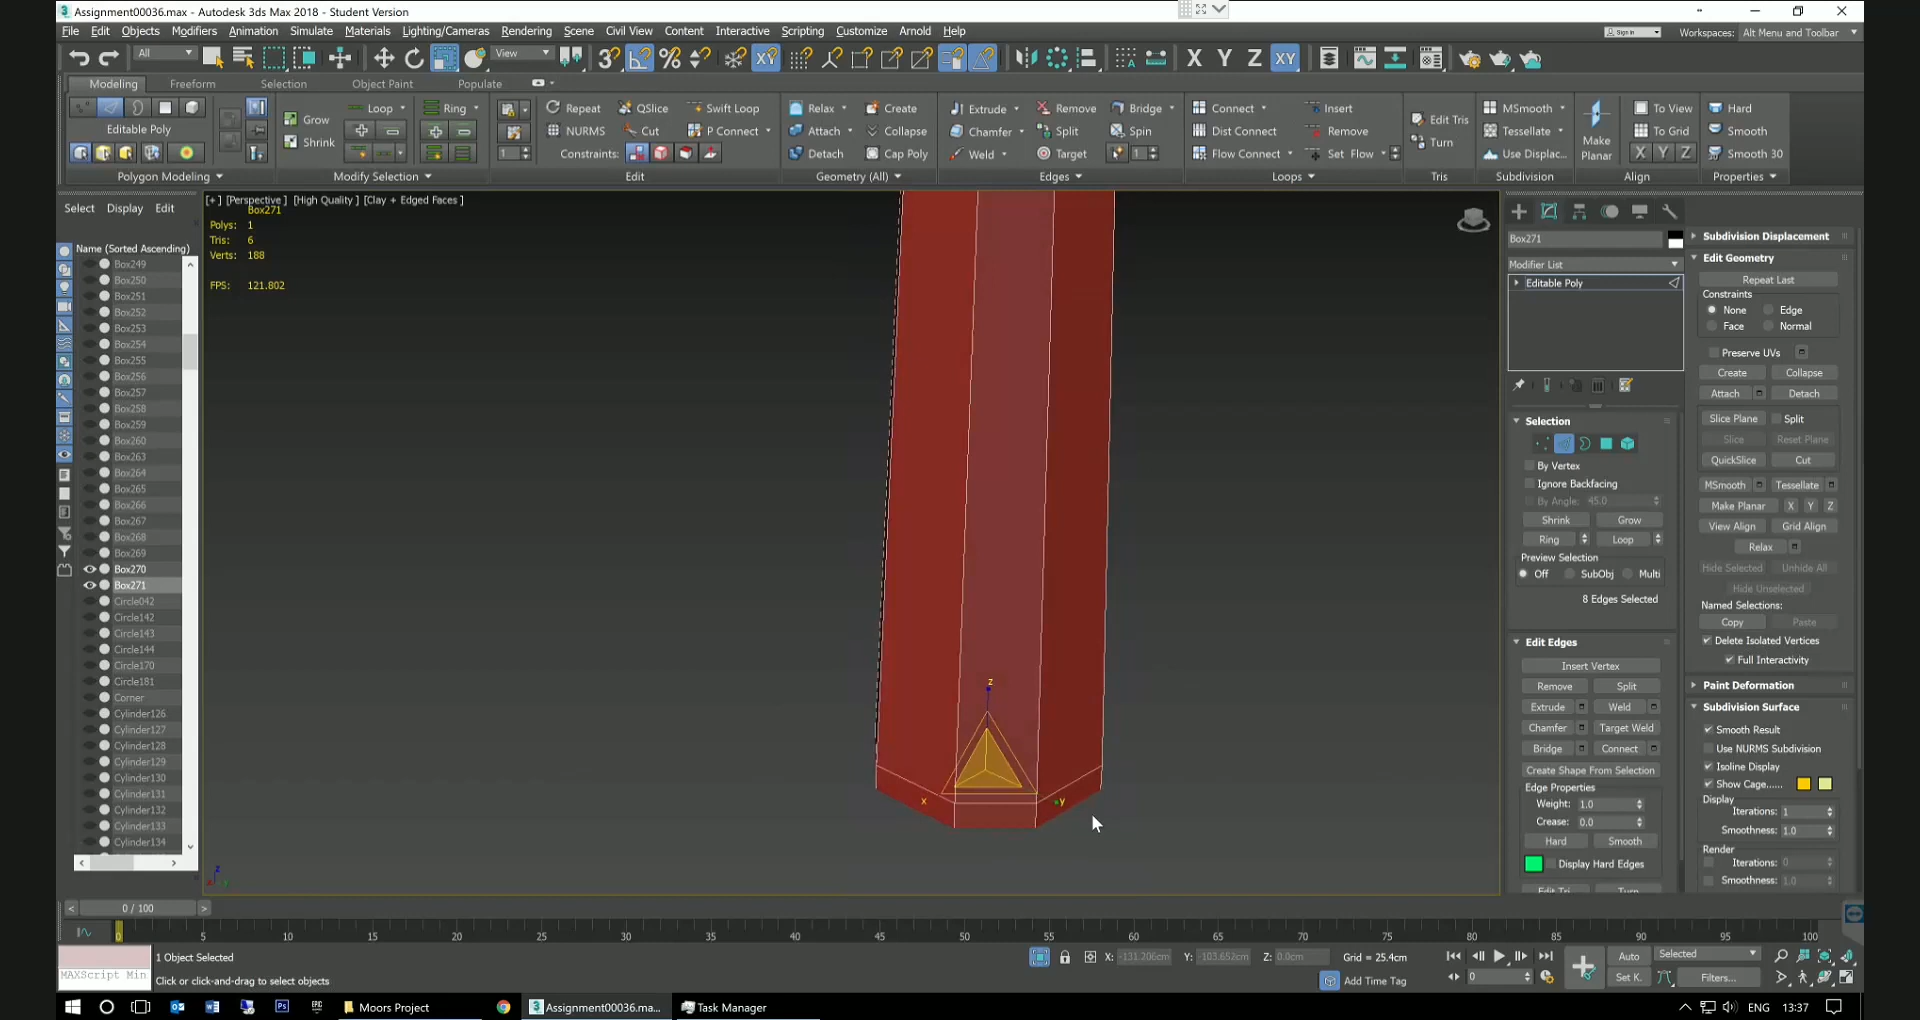 Assignment00036.max - Autodesk 3ds Max 2018 - Student Version
File Edit Objects Modifiers Animation Simulate Materials Lighting/Cameras Rendering Scene Civil View Content Interactive Scripting Customize Arnold Help Sign In Workspaces: Alt Menu and Toolbar
All View X Y Z XY
Modeling Freeform Selection Object Paint Populate
Loop Ring Repeat QSlice Swift Loop Relax Create Extrude Remove Bridge Connect Insert MSmooth To View Hard
Editable Poly Grow Shrink NURMS Cut P Connect Attach Collapse Chamfer Split Spin Dist Connect Remove Edit Tris Turn Tessellate Make Planar To Grid Smooth
1 Constraints: Detach Cap Poly Weld Target 1 Flow Connect Set Flow Use Displac... X Y Z Smooth 30
Polygon Modeling Modify Selection Edit Geometry (All) Edges Loops Tris Subdivision Align Properties
Select Display Edit
Name (Sorted Ascending)
Box249
Box250
Box251
Box252
Box253
Box254
Box255
Box256
Box257
Box258
Box259
Box260
Box263
Box264
Box265
Box266
Box267
Box268
Box269
Box270
Box271
Circle042
Circle142
Circle143
Circle144
Circle170
Circle181
Corner
Cylinder126
Cylinder127
Cylinder128
Cylinder129
Cylinder130
Cylinder131
Cylinder132
Cylinder133
Cylinder134
[+] [Perspective] [High Quality] [Clay + Edged Faces]
Box271
Polys: 1
Tris: 6
Verts: 188
FPS: 121.802
z
x
y
Box271
Modifier List
Editable Poly
Selection
By Vertex
Ignore Backfacing
By Angle: 45.0
Shrink Grow
Ring Loop
Preview Selection
Off SubObj Multi
8 Edges Selected
Edit Edges
Insert Vertex
Remove Split
Extrude Weld
Chamfer Target Weld
Bridge Connect
Create Shape From Selection
Edge Properties
Weight: 1.0
Crease: 0.0
Hard Smooth
Display Hard Edges
Edit Tri. Turn
Subdivision Displacement
Edit Geometry
Repeat Last
Constraints
None Edge
Face Normal
Preserve UVs
Create Collapse
Attach Detach
Slice Plane Split
Slice Reset Plane
QuickSlice Cut
MSmooth Tessellate
Make Planar X Y Z
View Align Grid Align
Relax
Hide Selected Unhide All
Hide Unselected
Named Selections:
Copy Paste
Delete Isolated Vertices
Full Interactivity
Paint Deformation
Subdivision Surface
Smooth Result
Use NURMS Subdivision
Isoline Display
Show Cage......
Display
Iterations: 1
Smoothness: 1.0
Render
Iterations: 0
Smoothness: 1.0
< 0 / 100 >
0 5 10 15 20 25 30 35 40 45 50 55 60 65 70 75 80 85 90 95 100
MAXScript Min
1 Object Selected
Click or click-and-drag to select objects
X: -131.206cm Y: -103.652cm Z: 0.0cm Grid = 25.4cm
Add Time Tag
0
Auto Selected
Set K. Filters...
Moors Project Assignment00036.ma... Task Manager ENG 13:37